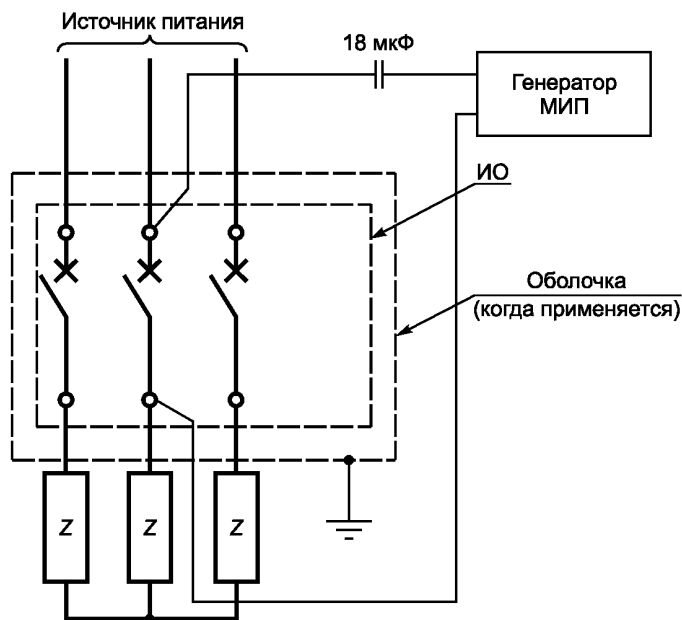 Источник питания
18 мкФ
Генератор
МИП
ИО
Оболочка
(когда применяется)
Z
Z
Z